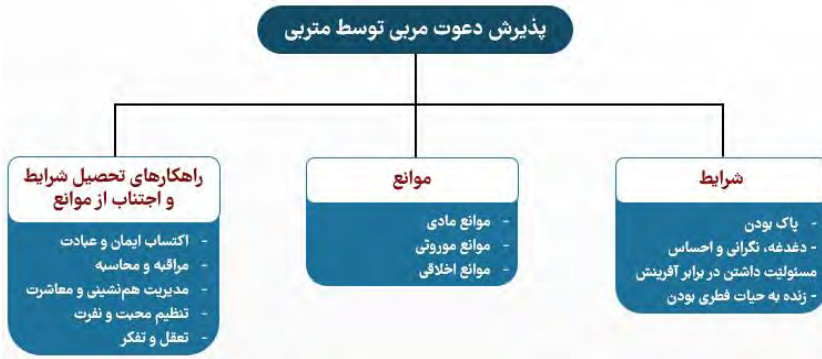 پذیرش دعوت مربی توسط متربی
شرایط
- پاک بودن
- دغدغه، نگرانی و احساس
مسئولیّت داشتن در برابر آفرینش
- زنده به حیات فطری بودن
موانع
- موانع مادی
- موانع موروثی
- موانع اخلاقی
راهکارهای تحصیل شرایط
و اجتناب از موانع
- اکتساب ایمان و عبادت
- مراقبه و محاسبه
- مدیریت هم‌نشینی و معاشرت
- تنظیم محبت و نفرت
- تعقل و تفکر